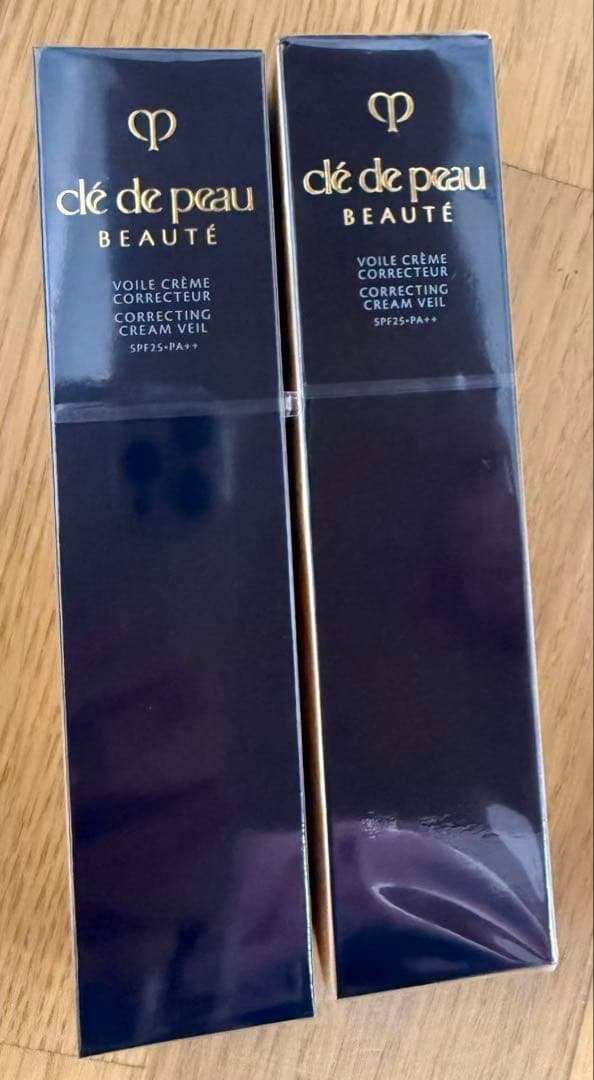 clé de peau
BEAUTÉ
VOILE CRÈME
CORRECTEUR
CORRECTING
CREAM VEIL
SPF25•PA++
clé de peau
BEAUTÉ
VOILE CRÈME
CORRECTEUR
CORRECTING
CREAM VEIL
SPF25•PA++